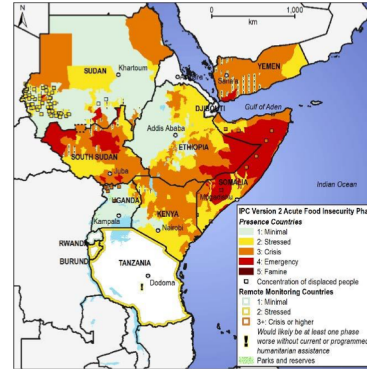 0
1,000
km
SUDAN
Khartoum
YEMEN
Sana'a
DJIBOUTI
Gulf of Aden
Addis Ababa
ETHIOPIA
SOUTH SUDAN
Juba
SOMALIA
Mogadishu
Indian Ocean
UGANDA
KENYA
Kampala
Nairobi
RWANDA
BURUND
TANZANIA
Dodoma
IPC Version 2 Acute Food Insecurity Pha
Presence Countries
1: Minimal
2: Stressed
3: Crisis
4: Emergency
5: Famine
Concentration of displaced people
Remote Monitoring Countries
1: Minimal
2: Stressed
3+: Crisis or higher
Would likely be at least one phase
worse without current or programmed
humanitarian assistance
Parks and reserves